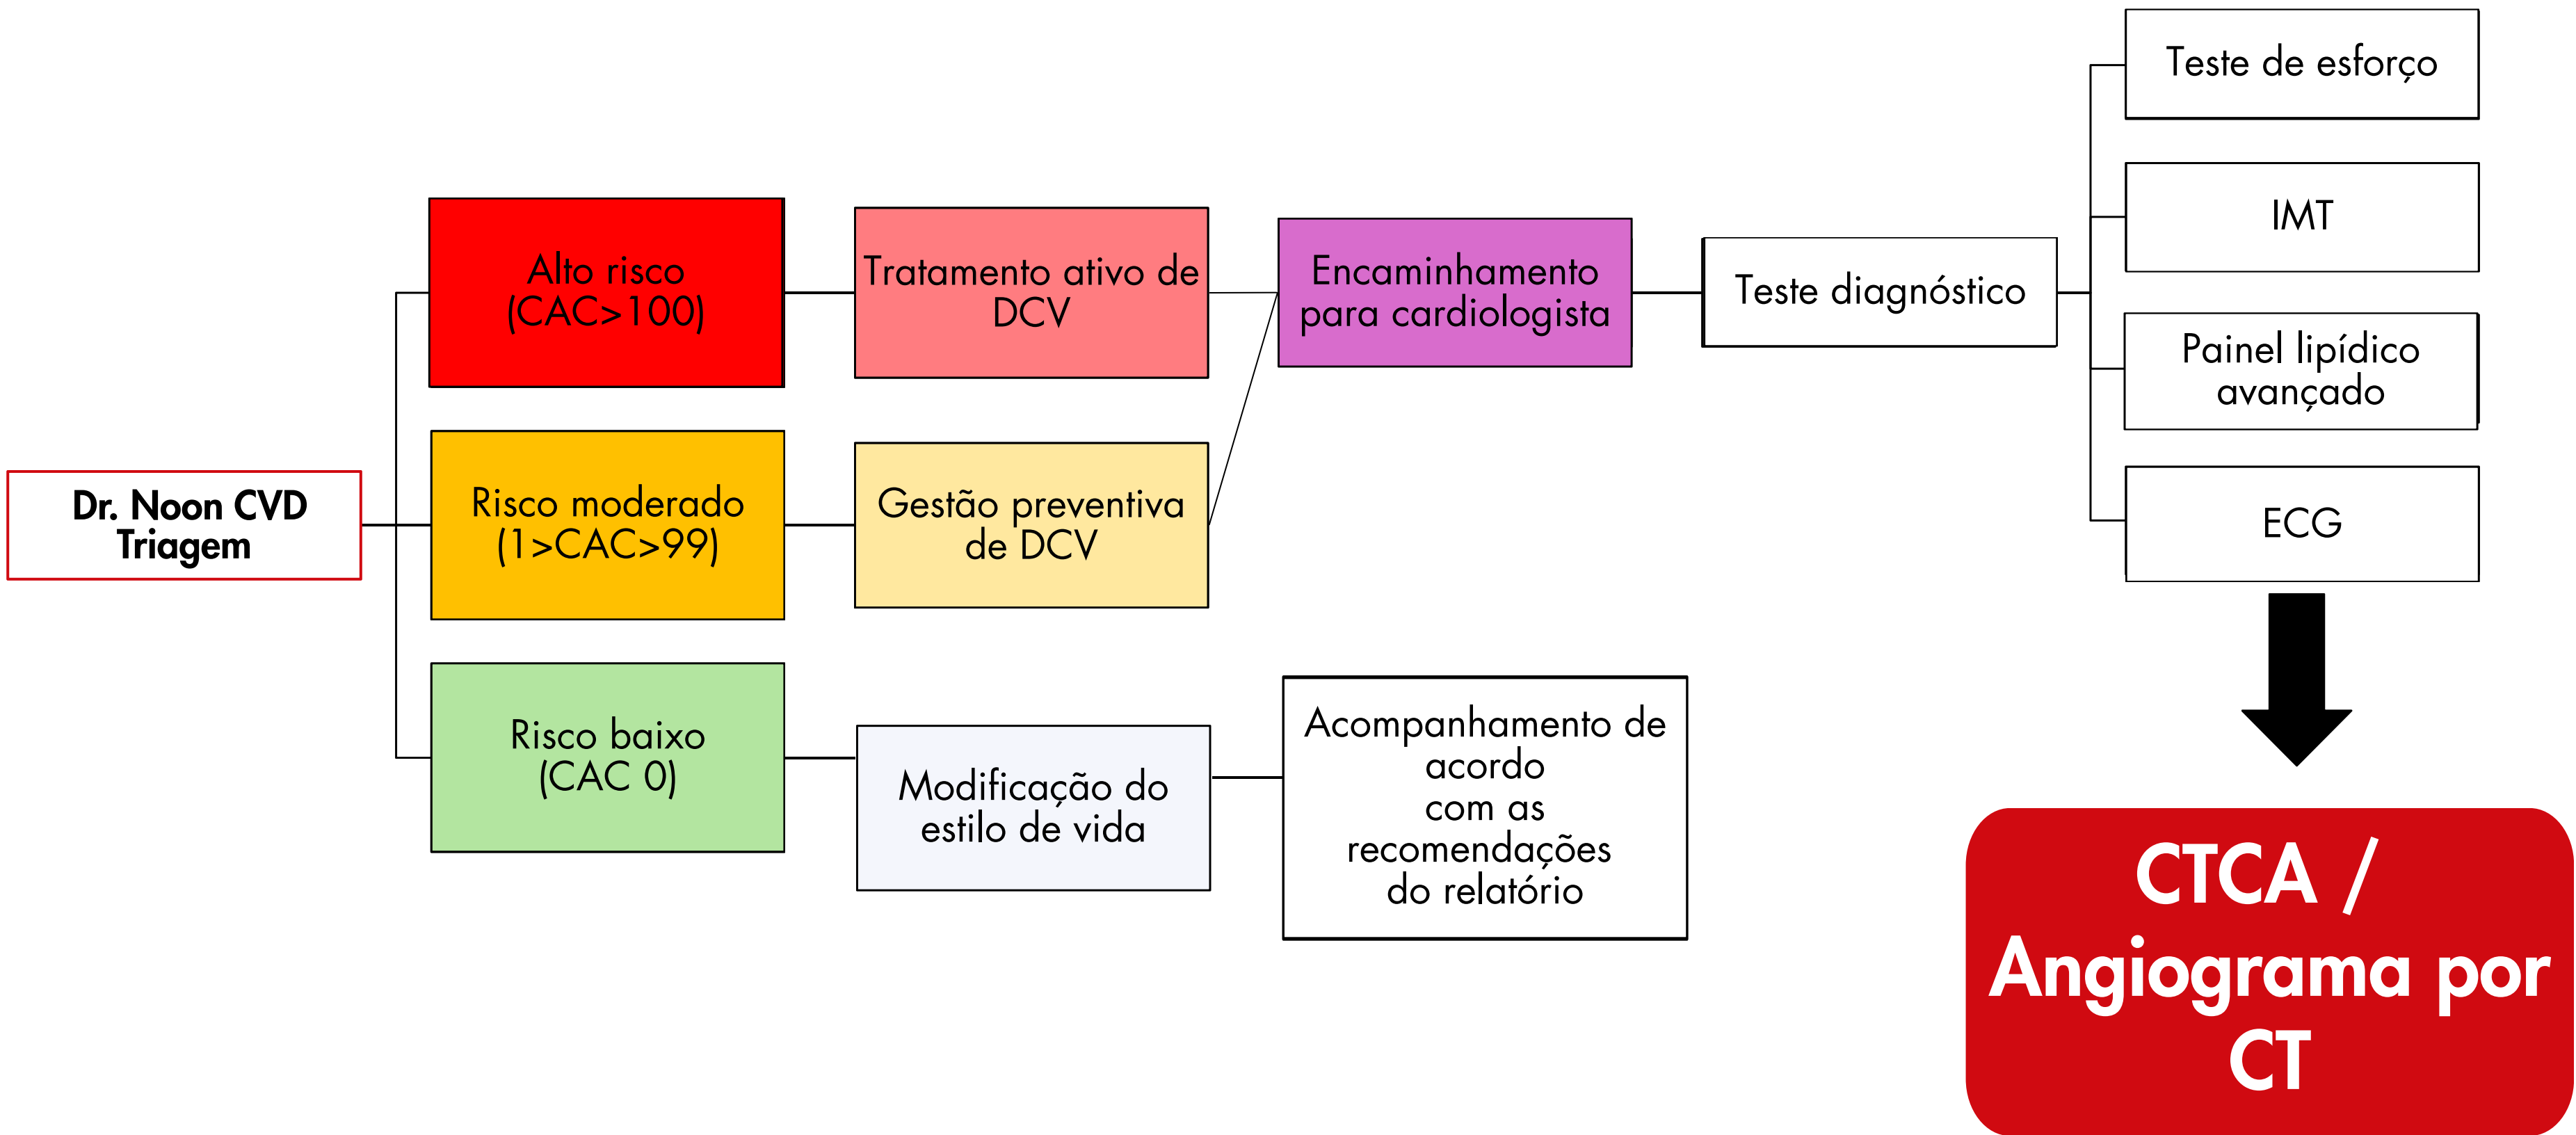 Dr. Noon CVD
Triagem
Alto risco
(CAC>100)
Risco moderado
(1>CAC>99)
Risco baixo
(CAC 0)
Tratamento ativo de
DCV
Gestão preventiva
de DCV
Modificação do
estilo de vida
Encaminhamento
para cardiologista
Acompanhamento de
acordo
com as
recomendações
do relatório
Teste diagnóstico
Teste de esforço
IMT
Painel lipídico
avançado
ECG
CTCA /
Angiograma por
CT